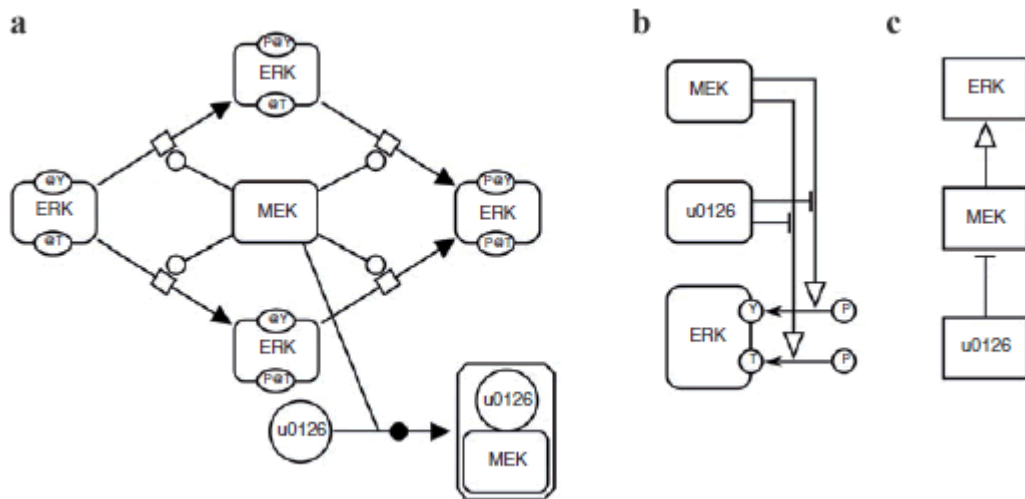 a
P@Y
ERK
@T
@Y
ERK
@T
MEK
P@Y
ERK
P@T
@Y
ERK
P@T
u0126
u0126
MEK
b
MEK
u0126
ERK
Y
P
T
P
c
ERK
MEK
u0126